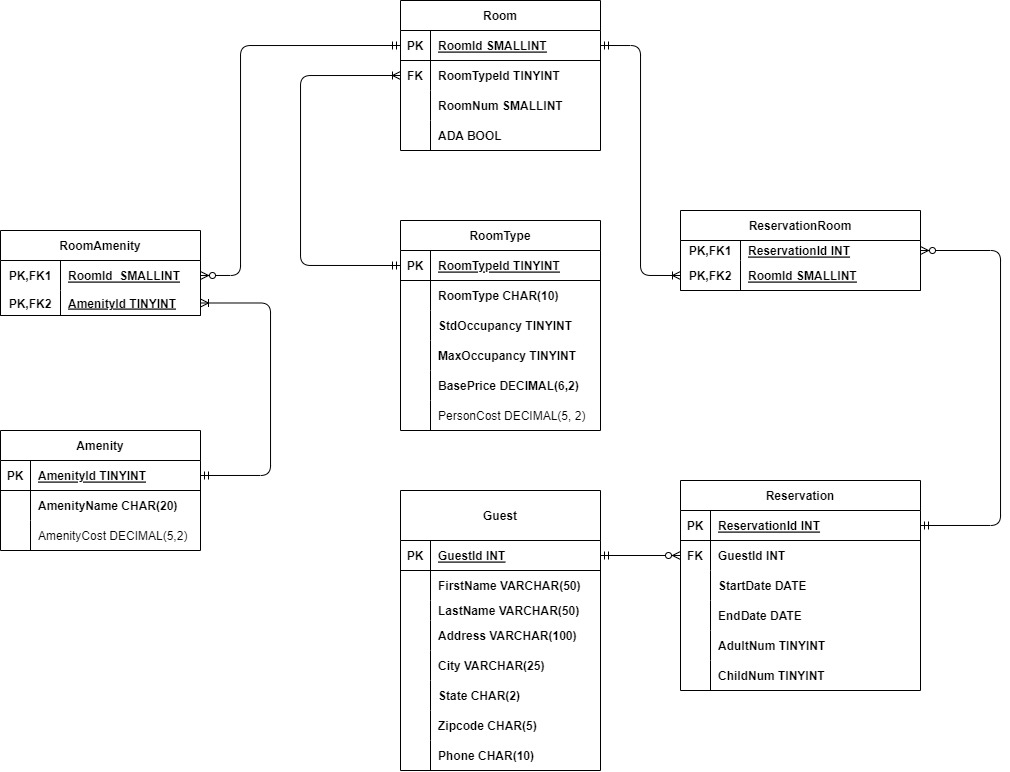 Room
PK RoomId SMALLINT
FK RoomTypeId TINYINT
RoomNum SMALLINT
ADA BOOL
RoomAmenity
PK,FK1 RoomId  SMALLINT
PK,FK2 AmenityId TINYINT
RoomType
PK RoomTypeId TINYINT
RoomType CHAR(10)
StdOccupancy TINYINT
MaxOccupancy TINYINT
BasePrice DECIMAL(6,2)
PersonCost DECIMAL(5, 2)
ReservationRoom
PK,FK1 ReservationId INT
PK,FK2 RoomId SMALLINT
Amenity
PK AmenityId TINYINT
AmenityName CHAR(20)
AmenityCost DECIMAL(5,2)
Guest
PK GuestId INT
FirstName VARCHAR(50)
LastName VARCHAR(50)
Address VARCHAR(100)
City VARCHAR(25)
State CHAR(2)
Zipcode CHAR(5)
Phone CHAR(10)
Reservation
PK ReservationId INT
FK GuestId INT
StartDate DATE
EndDate DATE
AdultNum TINYINT
ChildNum TINYINT